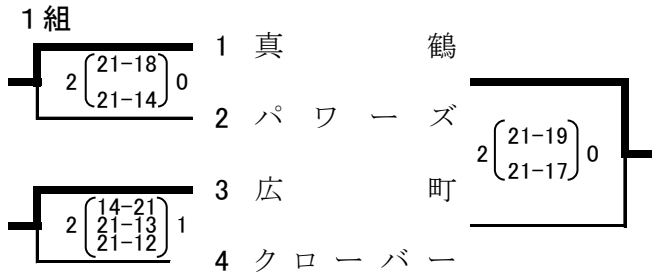 1組
1 真 鶴
2 21-18 0
21-14
2 パ ワ ー ズ
2 21-19 0
21-17
3 広 町
2 14-21 1
21-13
21-12
4 ク ロ ー バ ー